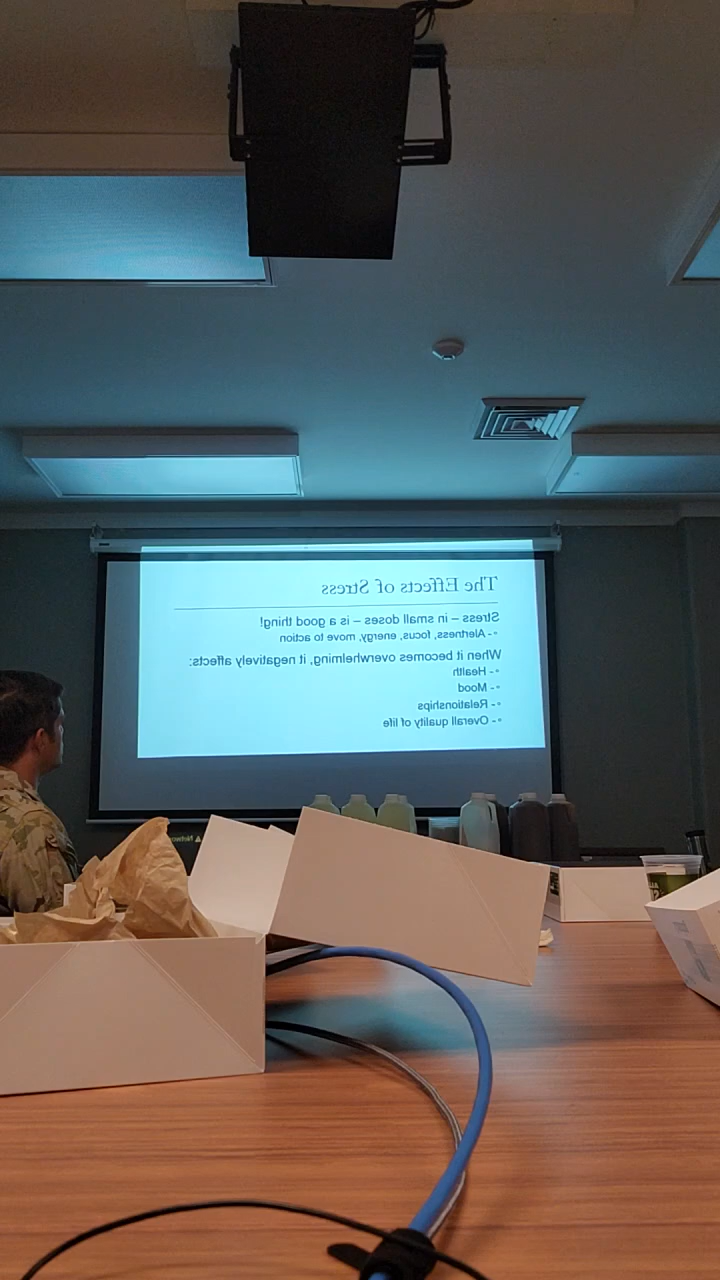 The Effects of Stress
Stress – in small doses – is a good thing!
- Alertness, focus, energy, move to action
When it becomes overwhelming, it negatively affects:
- Health
- Mood
- Relationships
- Overall quality of life